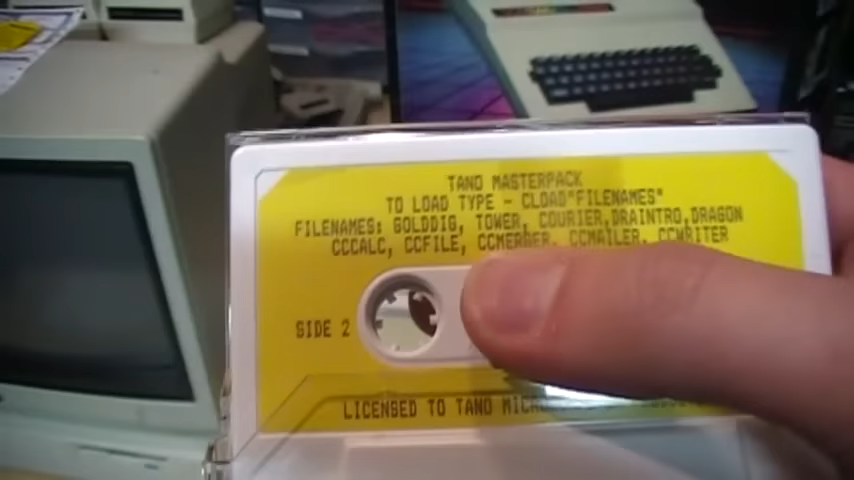 TANO MASTERPACK
TO LOAD TYPE - CLOAD"FILENAMES"
FILENAMES: GOLDDIG, TOWER, COURIER,DRAINTRO,DRAGON
CCCALC, CCFILE, CCMERGER, CCMAILER, CCWRITER
SIDE 2
LICENSED TO TANO